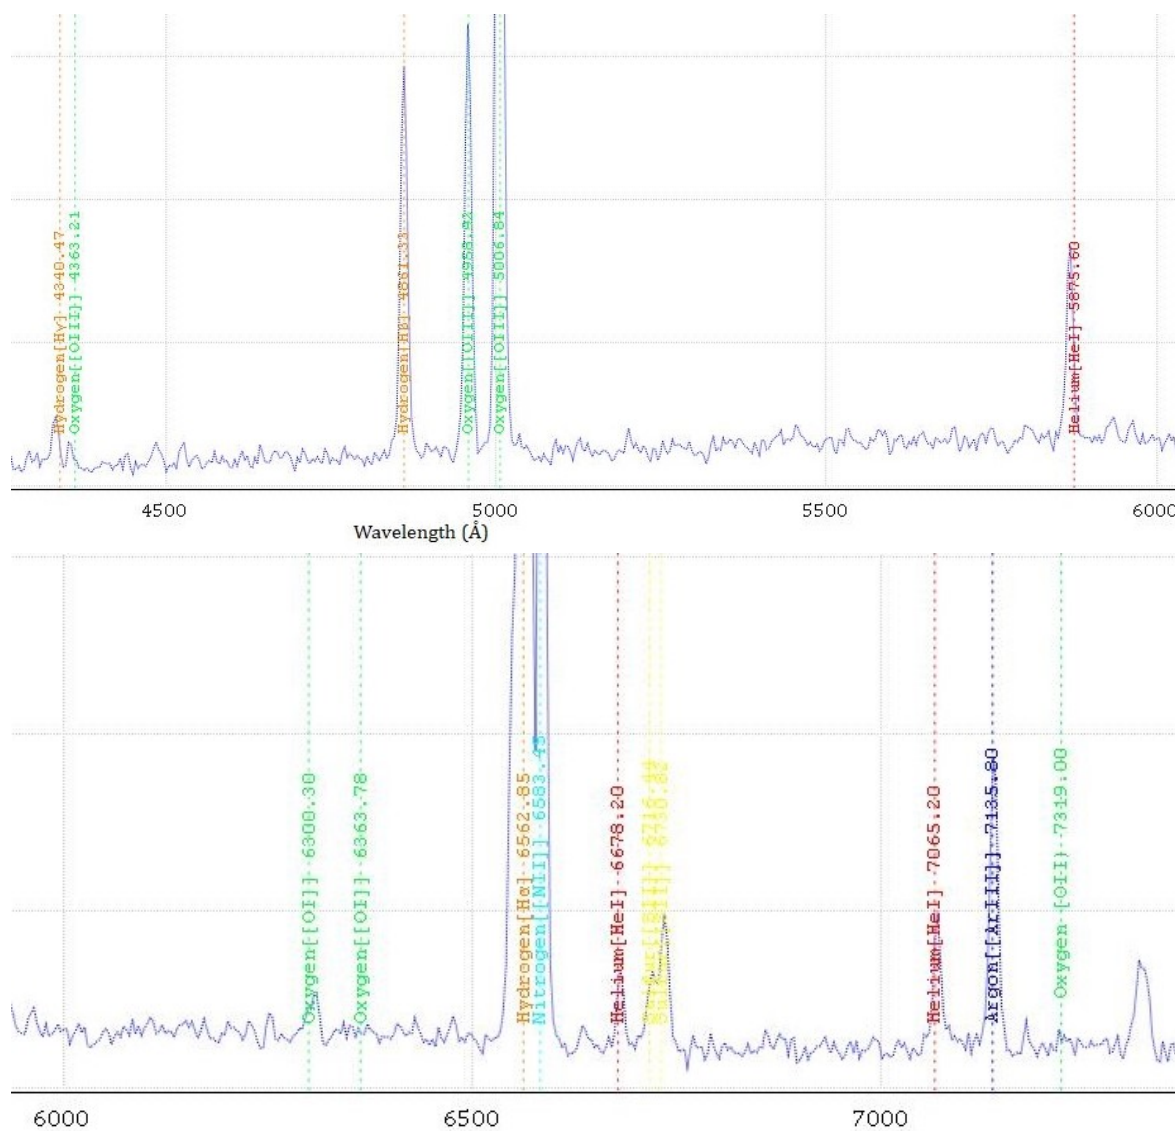 Hydrogen[Hγ] 4340.47
Oxygen[[OIII]] 4363.21
Hydrogen[Hβ] 4861.33
Oxygen[[OIII]] 4958.92
Oxygen[[OIII]] 5006.84
Helium[HeI] 5875.60
4500
5000
5500
6000
Wavelength (Å)
Oxygen[[OI]] 6300.30
Oxygen[[OI]] 6363.78
Hydrogen[Hα] 6562.85
Nitrogen[[NII]] 6583.45
Helium[HeI] 6678.20
Helium[HeI] 7065.20
Argon[[ArIII]] 7135.80
Oxygen [OII) 7319.00
6000
6500
7000